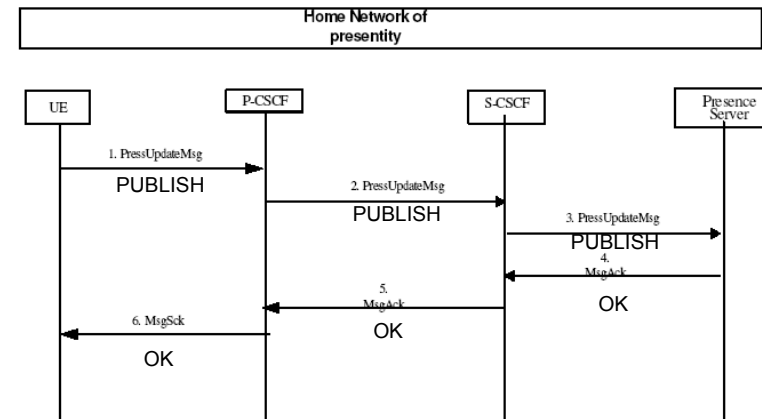 Home Network of
presentity
UE
P-CSCF
S-CSCF
Presence
Server
1. PressUpdateMsg
PUBLISH
2. PressUpdateMsg
PUBLISH
3. PressUpdateMsg
PUBLISH
4.
MsgAck
OK
5.
MsgAck
OK
6. MsgSck
OK